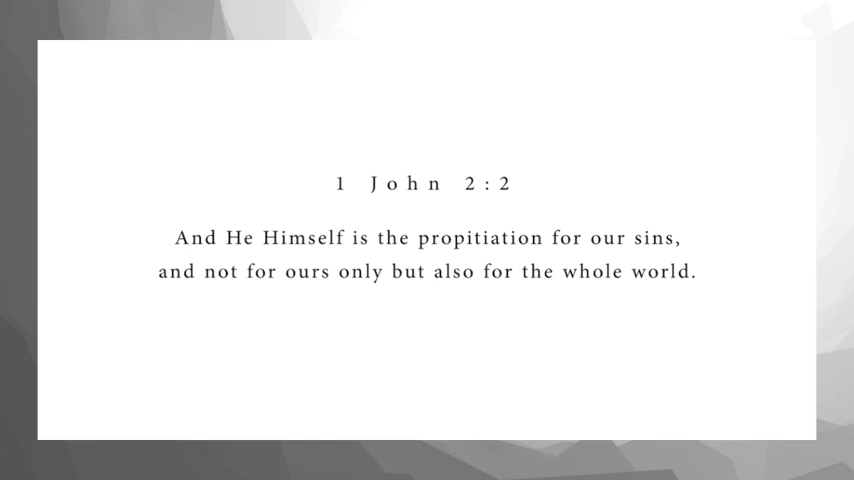 1 John 2:2
And He Himself is the propitiation for our sins,
and not for ours only but also for the whole world.